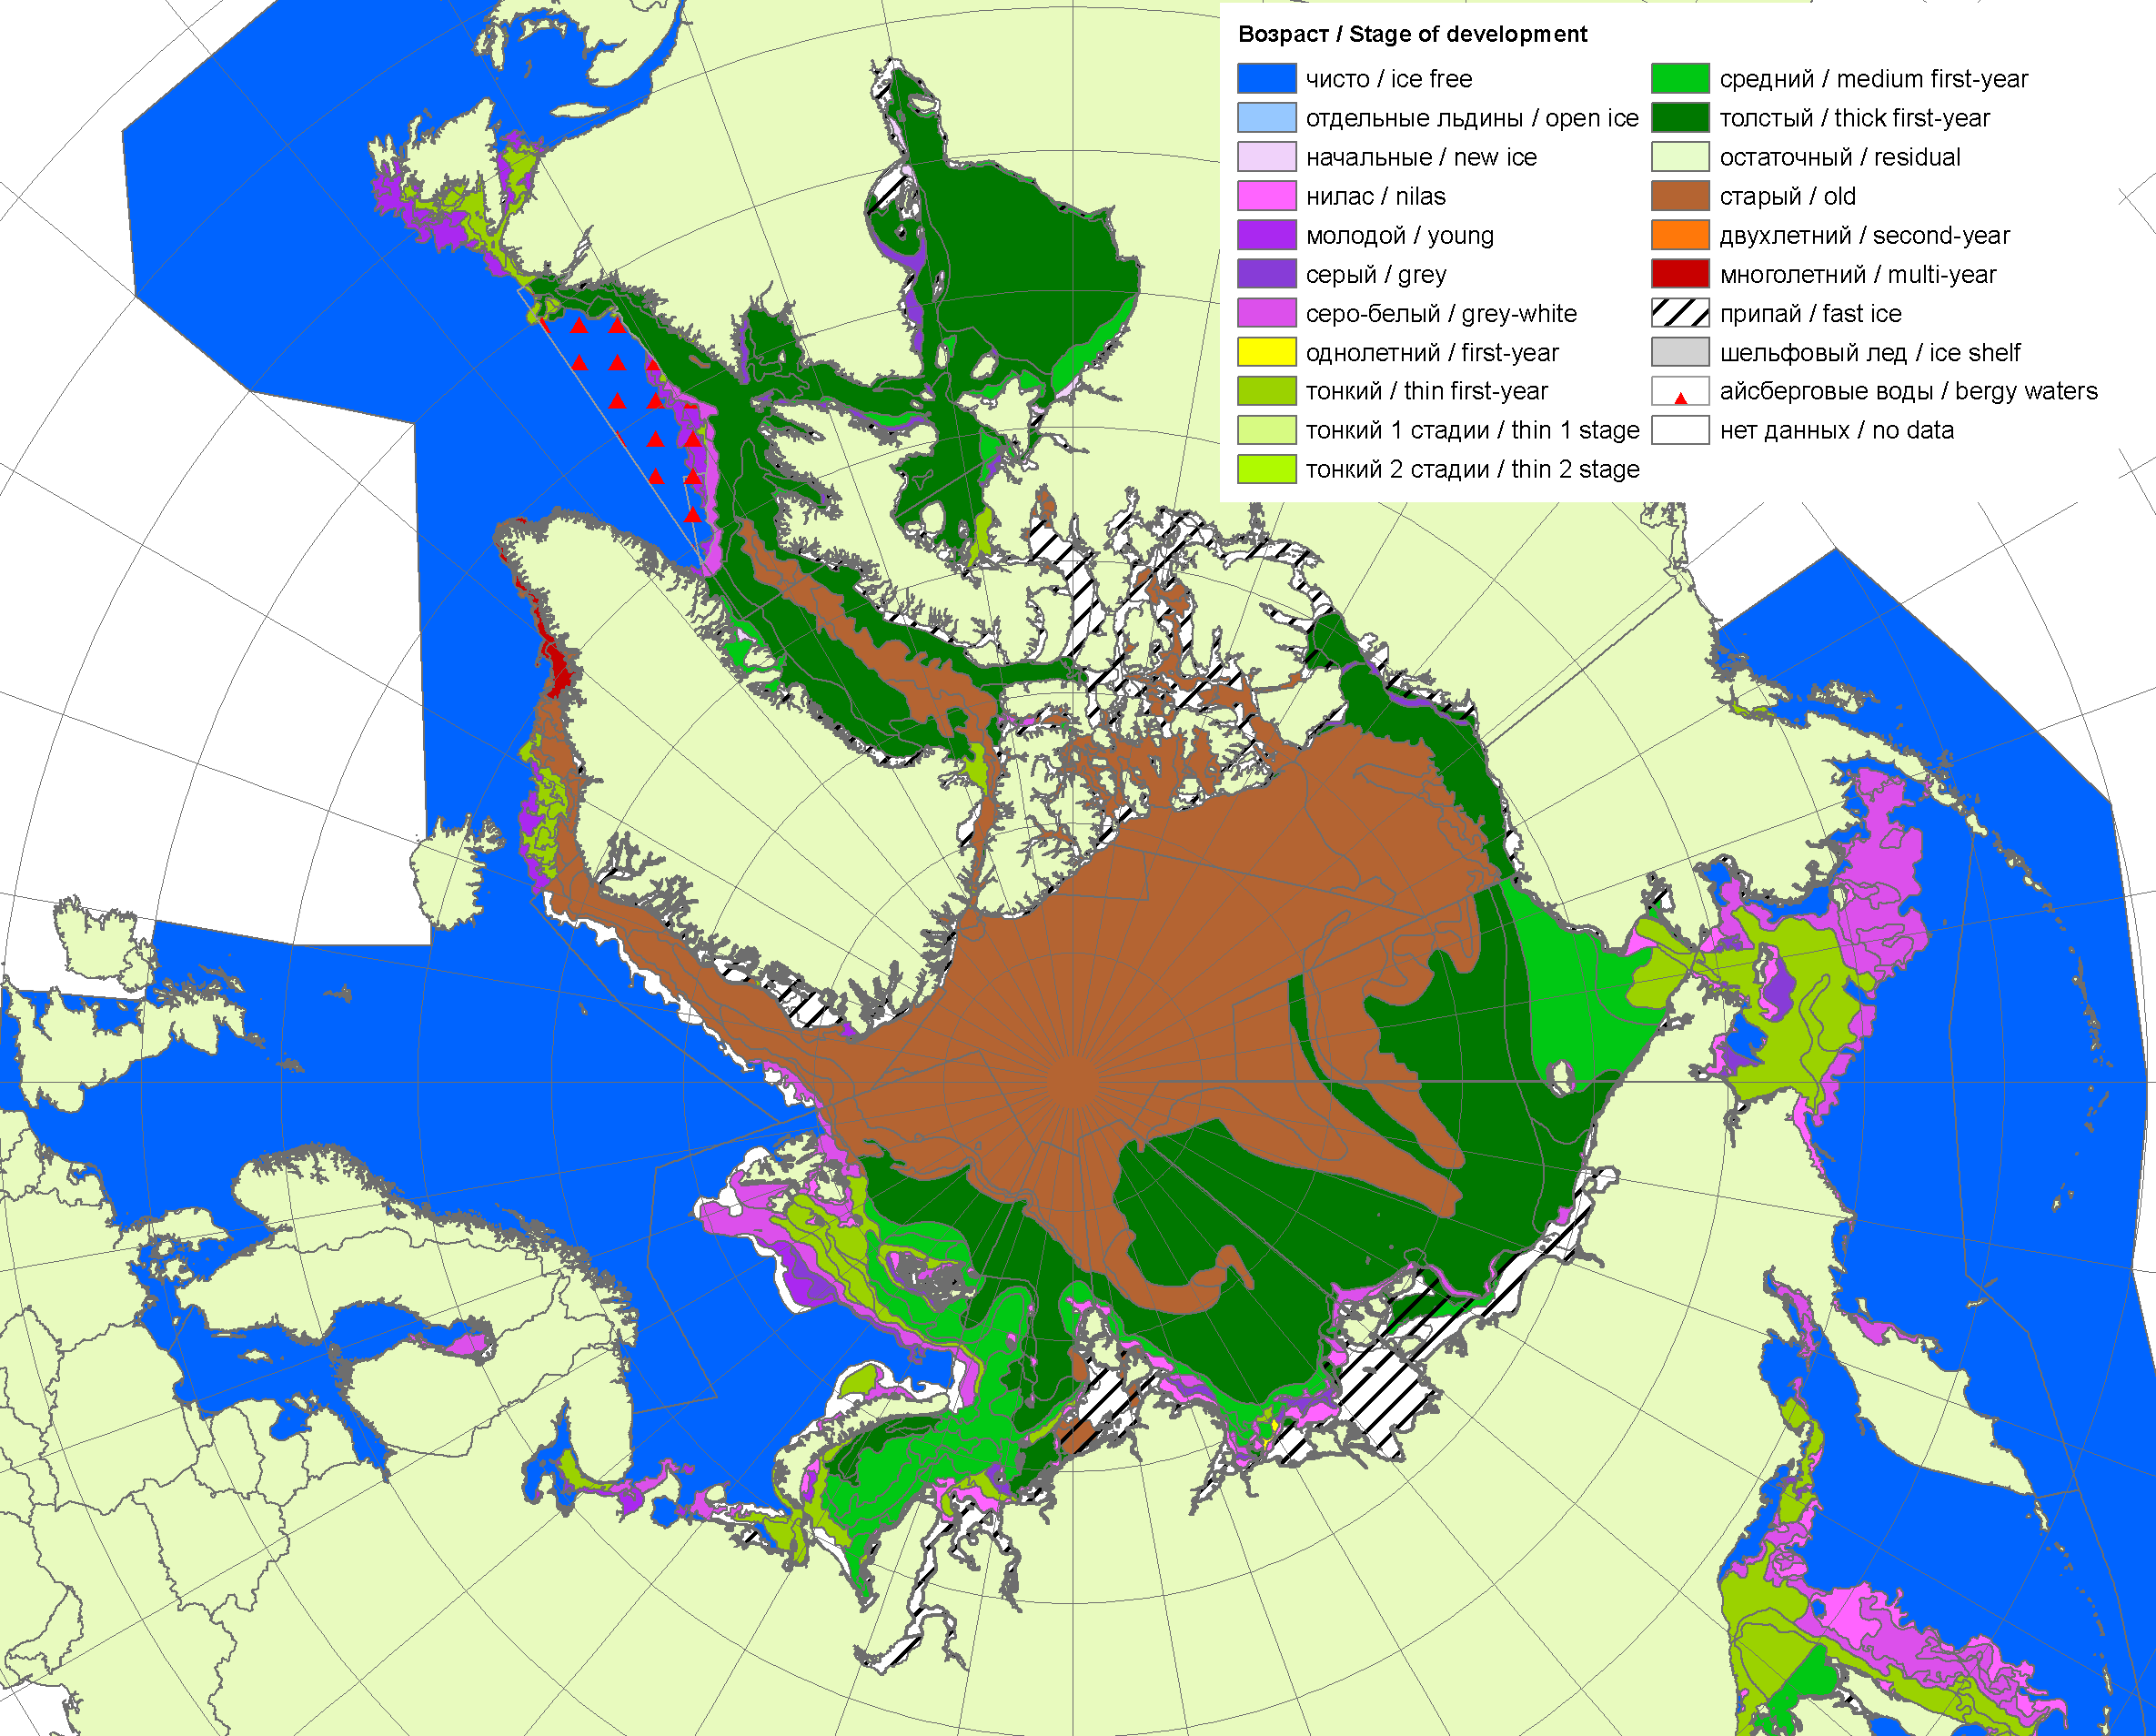 Возраст / Stage of development
чисто / ice free
отдельные льдины / open ice
начальные / new ice
нилас / nilas
молодой / young
серый / grey
серо-белый / grey-white
однолетний / first-year
тонкий / thin first-year
тонкий 1 стадии / thin 1 stage
тонкий 2 стадии / thin 2 stage
средний / medium first-year
толстый / thick first-year
остаточный / residual
старый / old
двухлетний / second-year
многолетний / multi-year
припай / fast ice
шельфовый лед / ice shelf
айсберговые воды / bergy waters
нет данных / no data